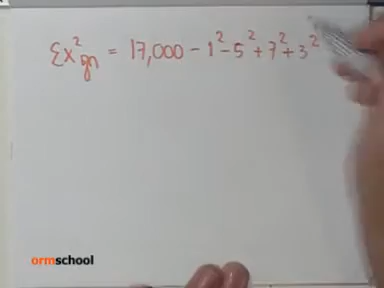 Σx²gn = 17,000 - 1² - 5² + 7² + 3²
ormschool